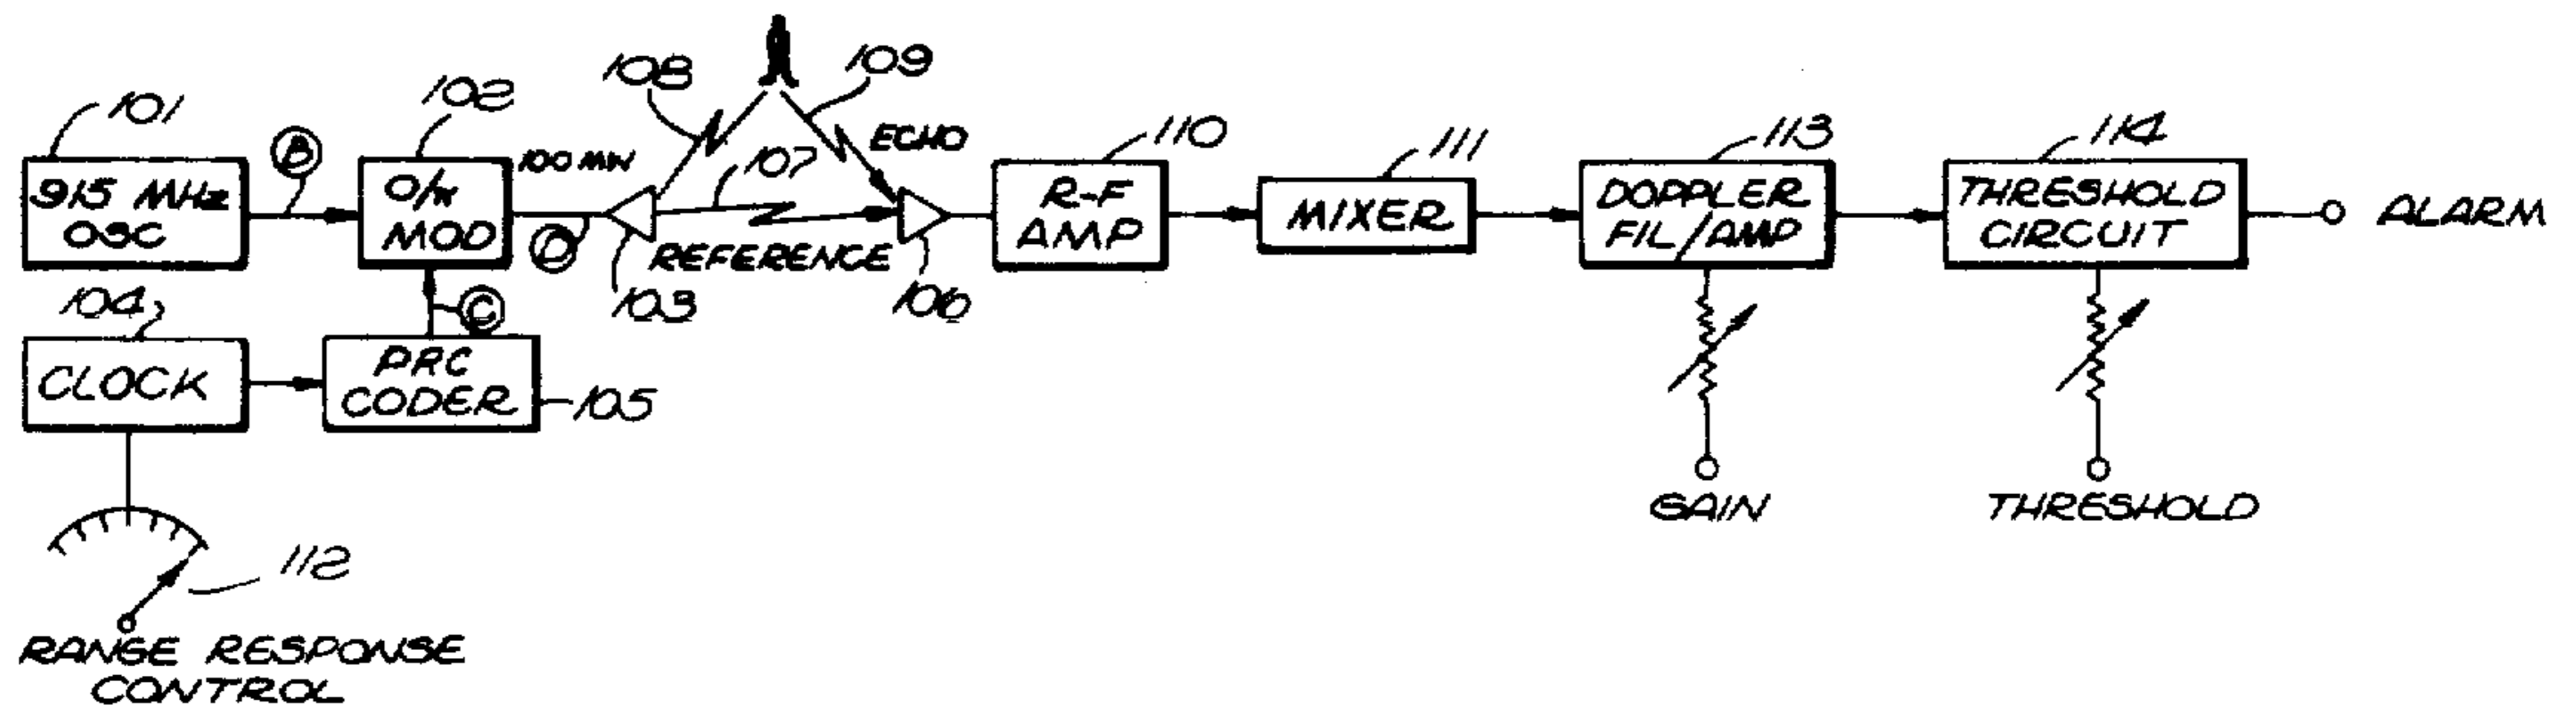 101
B
102
100 MW
108
109
ECHO
107
110
111
113
114
915 MHz
OSC
O/π
MOD
D
REFERENCE
103
106
R-F
AMP
MIXER
DOPPLER
FIL/AMP
THRESHOLD
CIRCUIT
ALARM
104
C
CLOCK
PRC
CODER
105
GAIN
THRESHOLD
112
RANGE RESPONSE
CONTROL